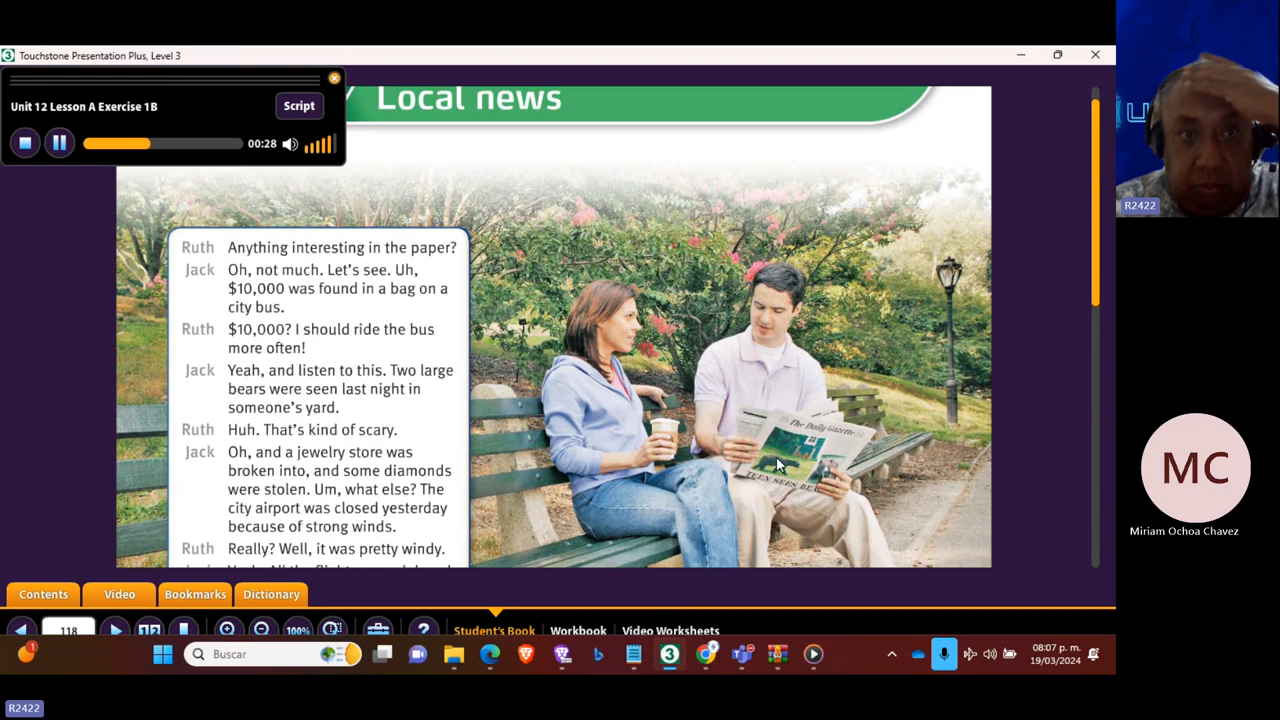 Touchstone Presentation Plus, Level 3
Unit 12 Lesson A Exercise 1B
Script
00:28
Local news
Ruth Anything interesting in the paper?
Jack Oh, not much. Let's see. Uh,
$10,000 was found in a bag on a
city bus.
Ruth $10,000? I should ride the bus
more often!
Jack Yeah, and listen to this. Two large
bears were seen last night in
someone's yard.
Ruth Huh. That's kind of scary.
Jack Oh, and a jewelry store was
broken into, and some diamonds
were stolen. Um, what else? The
city airport was closed yesterday
because of strong winds.
Ruth Really? Well, it was pretty windy.
The Daily Gazette
TEEN SEES
R2422
MC
Miriam Ochoa Chavez
Contents
Video
Bookmarks
Dictionary
118
100%
Student's Book
Workbook
Video Worksheets
Buscar
08:07 p. m.
19/03/2024
R2422